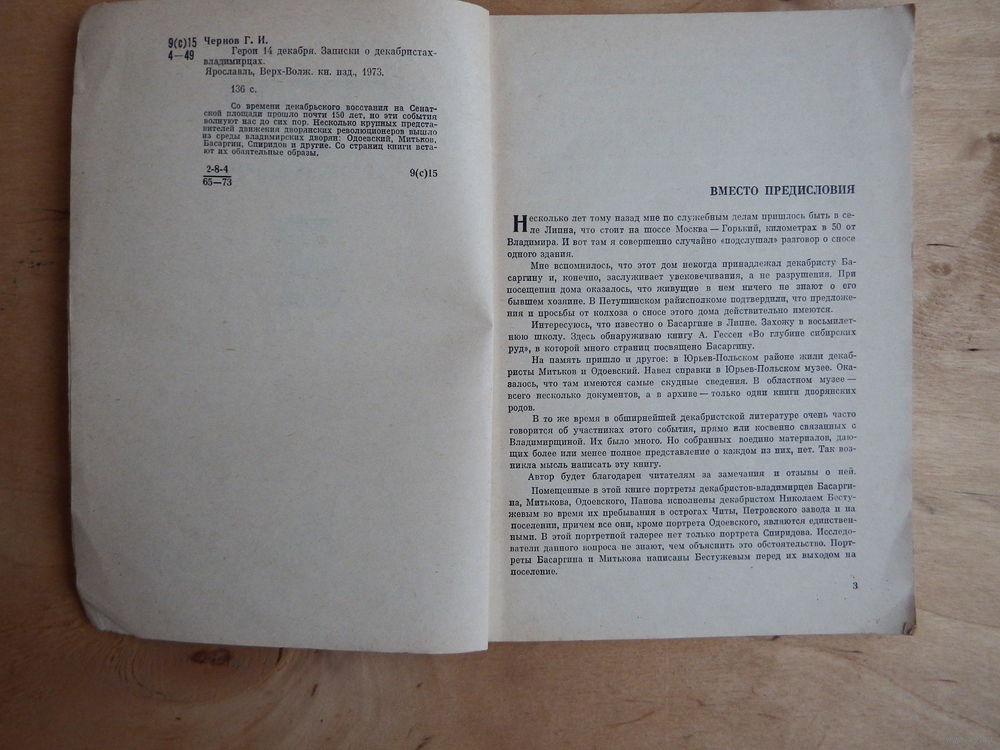 9(с)15
4—49
Чернов Г. И.
Герои 14 декабря. Записки о декабристах-
владимирцах.
Ярославль, Верх-Волж. кн. изд., 1973.
136 с.
Со времени декабрьского восстания на Сенат-
ской площади прошло почти 150 лет, но эти события
волнуют нас до сих пор. Несколько крупных предста-
вителей движения дворянских революционеров вышло
из среды владимирских дворян: Одоевский, Митьков,
Басаргин, Спиридов и другие. Со страниц книги вста-
ют их обаятельные образы.
2-8-4
65—73
9(с)15
ВМЕСТО ПРЕДИСЛОВИЯ
Несколько лет тому назад мне по служебным делам пришлось быть в се-
ле Липна, что стоит на шоссе Москва — Горький, километрах в 50 от
Владимира. И вот там я совершенно случайно «подслушал» разговор о сносе
одного здания.
Мне вспомнилось, что этот дом некогда принадлежал декабристу Ба-
саргину и, конечно, заслуживает увековечивания, а не разрушения. При
посещении дома оказалось, что живущие в нем ничего не знают о его
бывшем хозяине. В Петушинском райисполкоме подтвердили, что предложе-
ния и просьбы от колхоза о сносе этого дома действительно имеются.
Интересуюсь, что известно о Басаргине в Липне. Захожу в восьмилет-
нюю школу. Здесь обнаруживаю книгу А. Гессен «Во глубине сибирских
руд», в которой много страниц посвящено Басаргину.
На память пришло и другое: в Юрьев-Польском районе жили декаб-
ристы Митьков и Одоевский. Навел справки в Юрьев-Польском музее. Ока-
залось, что там имеются самые скудные сведения. В областном музее —
всего несколько документов, а в архиве — только одни книги дворянских
родов.
В то же время в обширнейшей декабристской литературе очень часто
говорится об участниках этого события, прямо или косвенно связанных с
Владимирщиной. Их было много. Но собранных воедино материалов, даю-
щих более или менее полное представление о каждом из них, нет. Так воз-
никла мысль написать эту книгу.
Автор будет благодарен читателям за замечания и отзывы о ней.
Помещенные в этой книге портреты декабристов-владимирцев Басарги-
на, Митькова, Одоевского, Панова исполнены декабристом Николаем Бесту-
жевым во время их пребывания в острогах Читы, Петровского завода и на
поселении, причем все они, кроме портрета Одоевского, являются единствен-
ными. В этой портретной галерее нет только портрета Спиридова. Исследо-
ватели данного вопроса не знают, чем объяснить это обстоятельство. Порт-
реты Басаргина и Митькова написаны Бестужевым перед их выходом на
поселение.
3